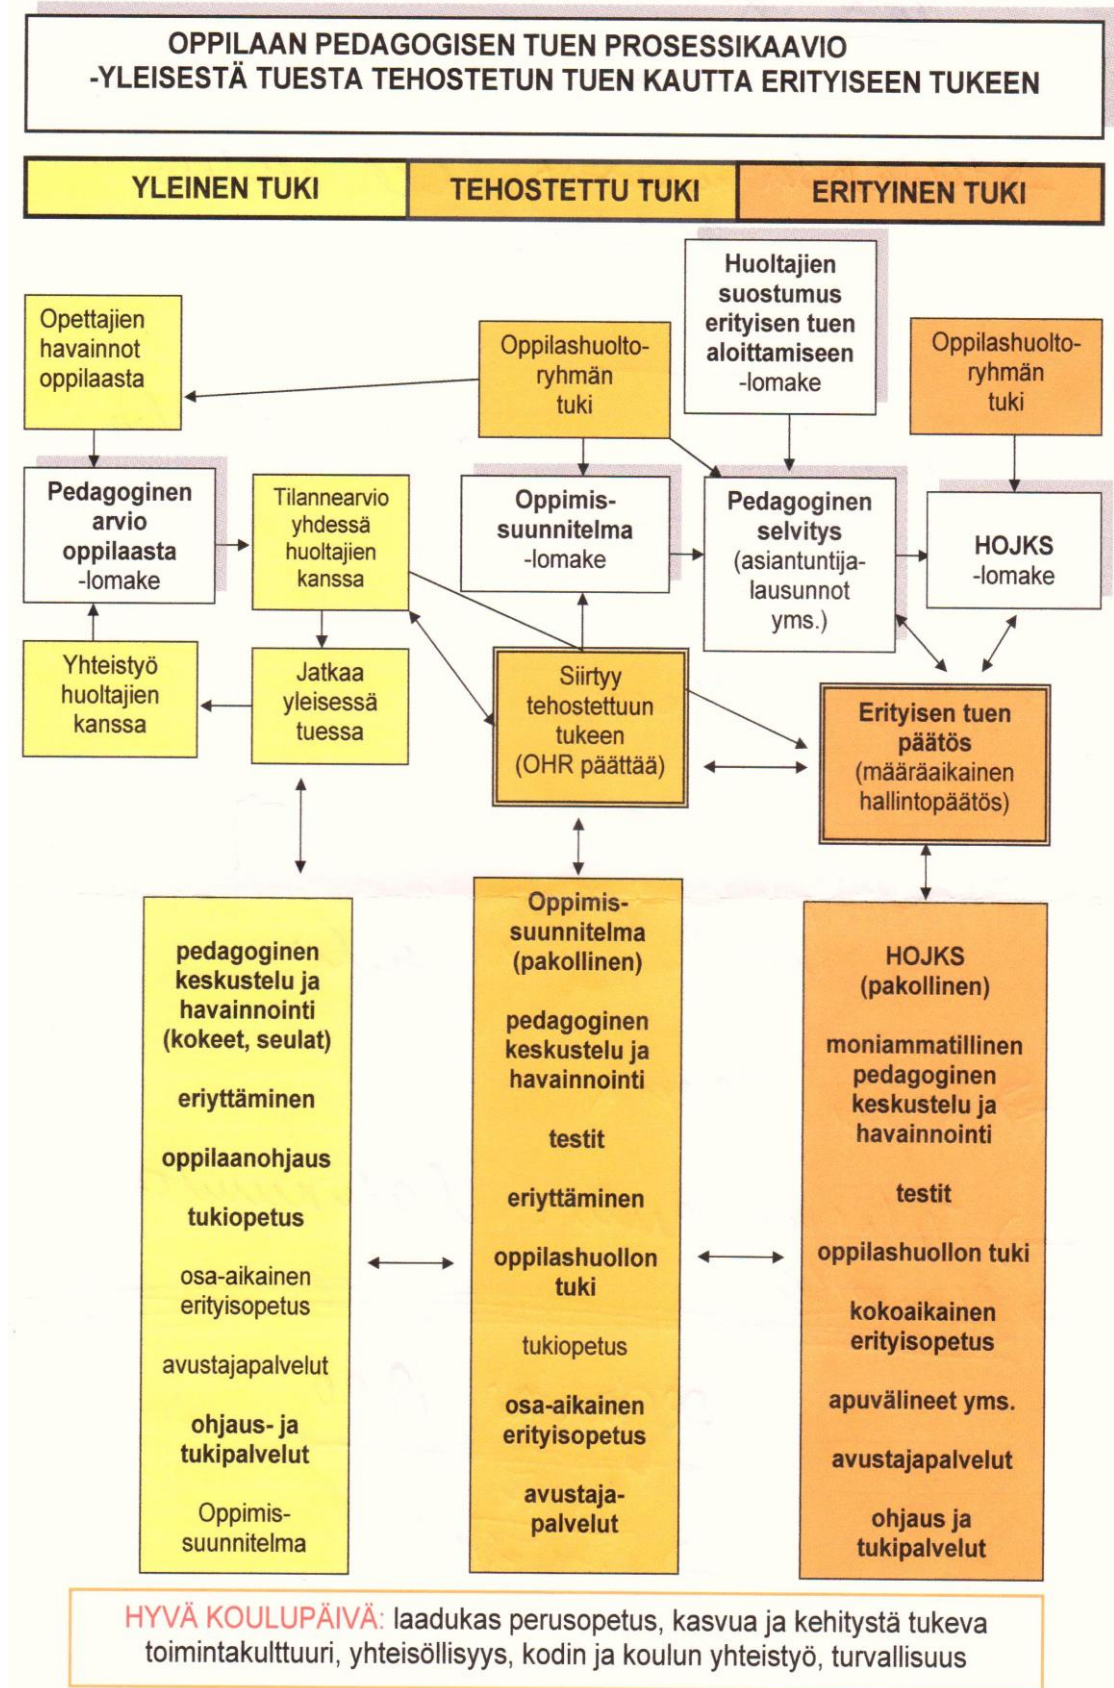 OPPILAAN PEDAGOGISEN TUEN PROSESSIKAAVIO
-YLEISESTÄ TUESTA TEHOSTETUN TUEN KAUTTA ERITYISEEN TUKEEN
YLEINEN TUKI
TEHOSTETTU TUKI
ERITYINEN TUKI
Opettajien
havainnot
oppilaasta
Oppilashuolto-
ryhmän
tuki
Huoltajien
suostumus
erityisen tuen
aloittamiseen
-lomake
Oppilashuolto-
ryhmän
tuki
Pedagoginen
arvio
oppilaasta
-lomake
Tilannearvio
yhdessä
huoltajien
kanssa
Oppimis-
suunnitelma
-lomake
Pedagoginen
selvitys
(asiantuntija-
lausunnot
yms.)
HOJKS
-lomake
Yhteistyö
huoltajien
kanssa
Jatkaa
yleisessä
tuessa
Siirtyy
tehostettuun
tukeen
(OHR päättää)
Erityisen tuen
päätös
(määräaikainen
hallintopäätös)
pedagoginen
keskustelu ja
havainnointi
(kokeet, seulat)
eriyttäminen
oppilaanohjaus
tukiopetus
osa-aikainen
erityisopetus
avustajapalvelut
ohjaus- ja
tukipalvelut
Oppimis-
suunnitelma
Oppimis-
suunnitelma
(pakollinen)
pedagoginen
keskustelu ja
havainnointi
testit
eriyttäminen
oppilashuollon
tuki
tukiopetus
osa-aikainen
erityisopetus
avustaja-
palvelut
HOJKS
(pakollinen)
moniammatillinen
pedagoginen
keskustelu ja
havainnointi
testit
oppilashuollon tuki
kokoaikainen
erityisopetus
apuvälineet yms.
avustajapalvelut
ohjaus ja
tukipalvelut
HYVÄ KOULUPÄIVÄ: laadukas perusopetus, kasvua ja kehitystä tukeva
toimintakulttuuri, yhteisöllisyys, kodin ja koulun yhteistyö, turvallisuus